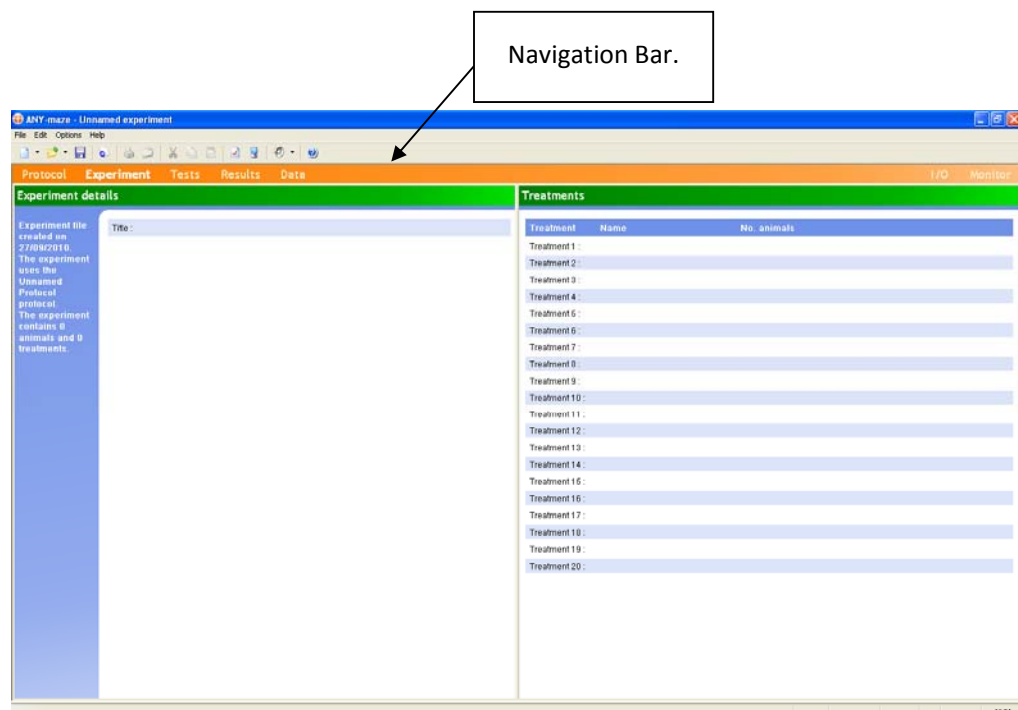 Navigation Bar.
ANY-maze - Unnamed experiment
File Edit Options Help
Protocol Experiment Tests Results Data I/O Monitor
Experiment details
Treatments
Experiment file
created on
27/09/2010.
The experiment
uses the
Unnamed
Protocol
protocol.
The experiment
contains 0
animals and 0
treatments.
Title :
Treatment Name No. animals
Treatment 1 :
Treatment 2 :
Treatment 3 :
Treatment 4 :
Treatment 5 :
Treatment 6 :
Treatment 7 :
Treatment 8 :
Treatment 9 :
Treatment 10 :
Treatment 11 :
Treatment 12 :
Treatment 13 :
Treatment 14 :
Treatment 15 :
Treatment 16 :
Treatment 17 :
Treatment 18 :
Treatment 19 :
Treatment 20 :